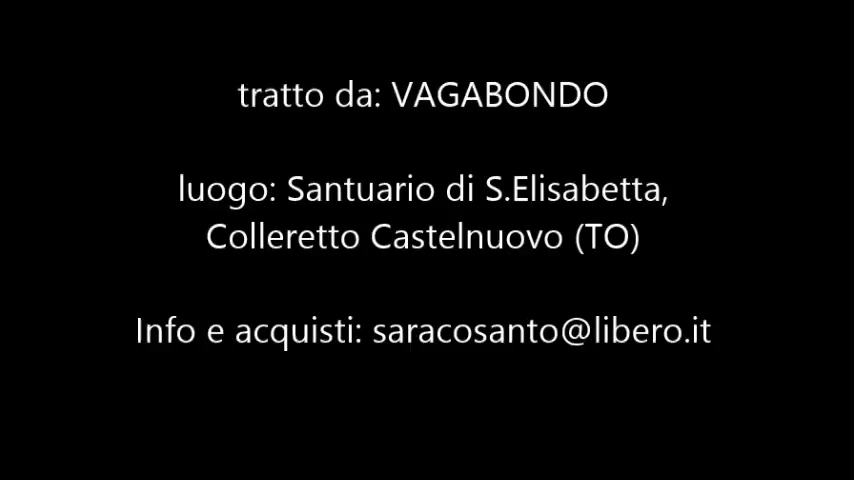 tratto da: VAGABONDO
luogo: Santuario di S.Elisabetta,
Colleretto Castelnuovo (TO)
Info e acquisti: saracosanto@libero.it